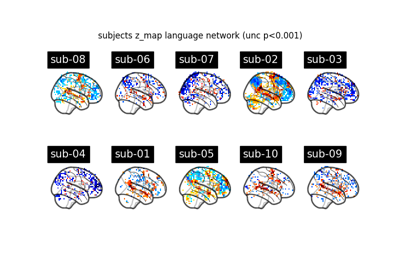 subjects z_map language network (unc p<0.001)
sub-08 sub-06 sub-07 sub-02 sub-03
sub-04 sub-01 sub-05 sub-10 sub-09